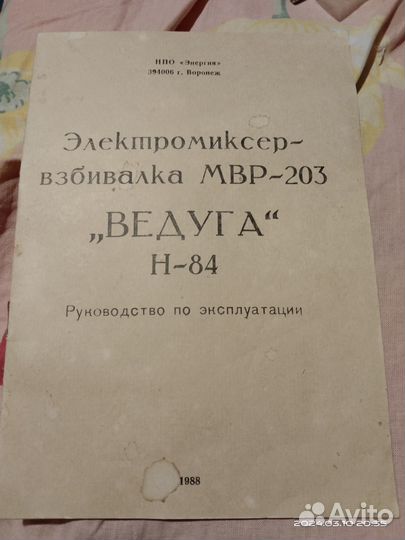 НПО «Энергия»
394006 г. Воронеж
Электромиксер-
взбивалка МВР-203
„ВЕДУГА“
Н-84
Руководство по эксплуатации
1988
2024.03.10 20:35
Avito